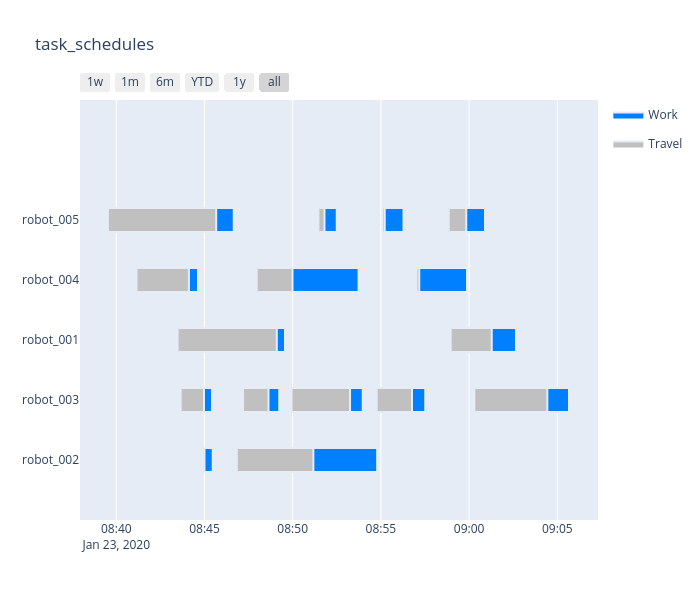 task_schedules
1w 1m 6m YTD 1y all
Work
Travel
robot_005
robot_004
robot_001
robot_003
robot_002
08:40 08:45 08:50 08:55 09:00 09:05
Jan 23, 2020